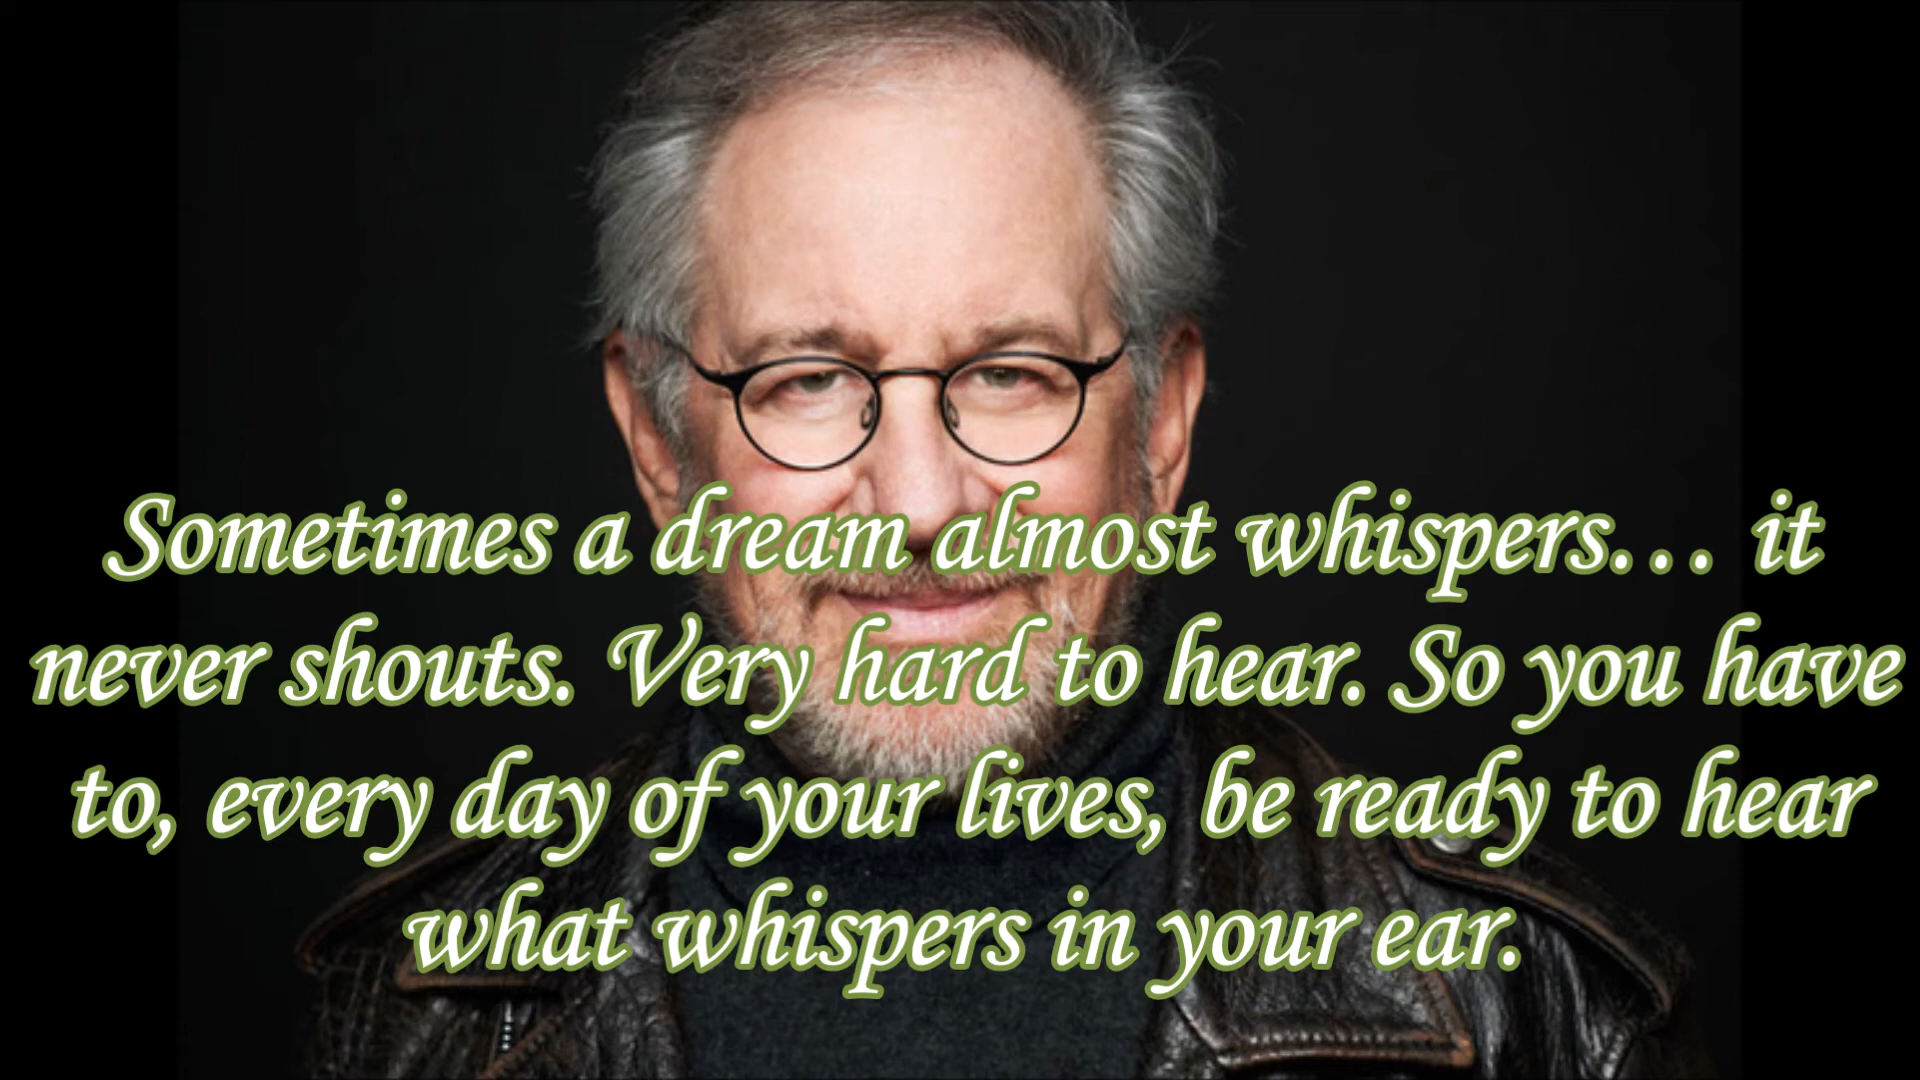 Sometimes a dream almost whispers… it
never shouts. Very hard to hear. So you have
to, every day of your lives, be ready to hear
what whispers in your ear.